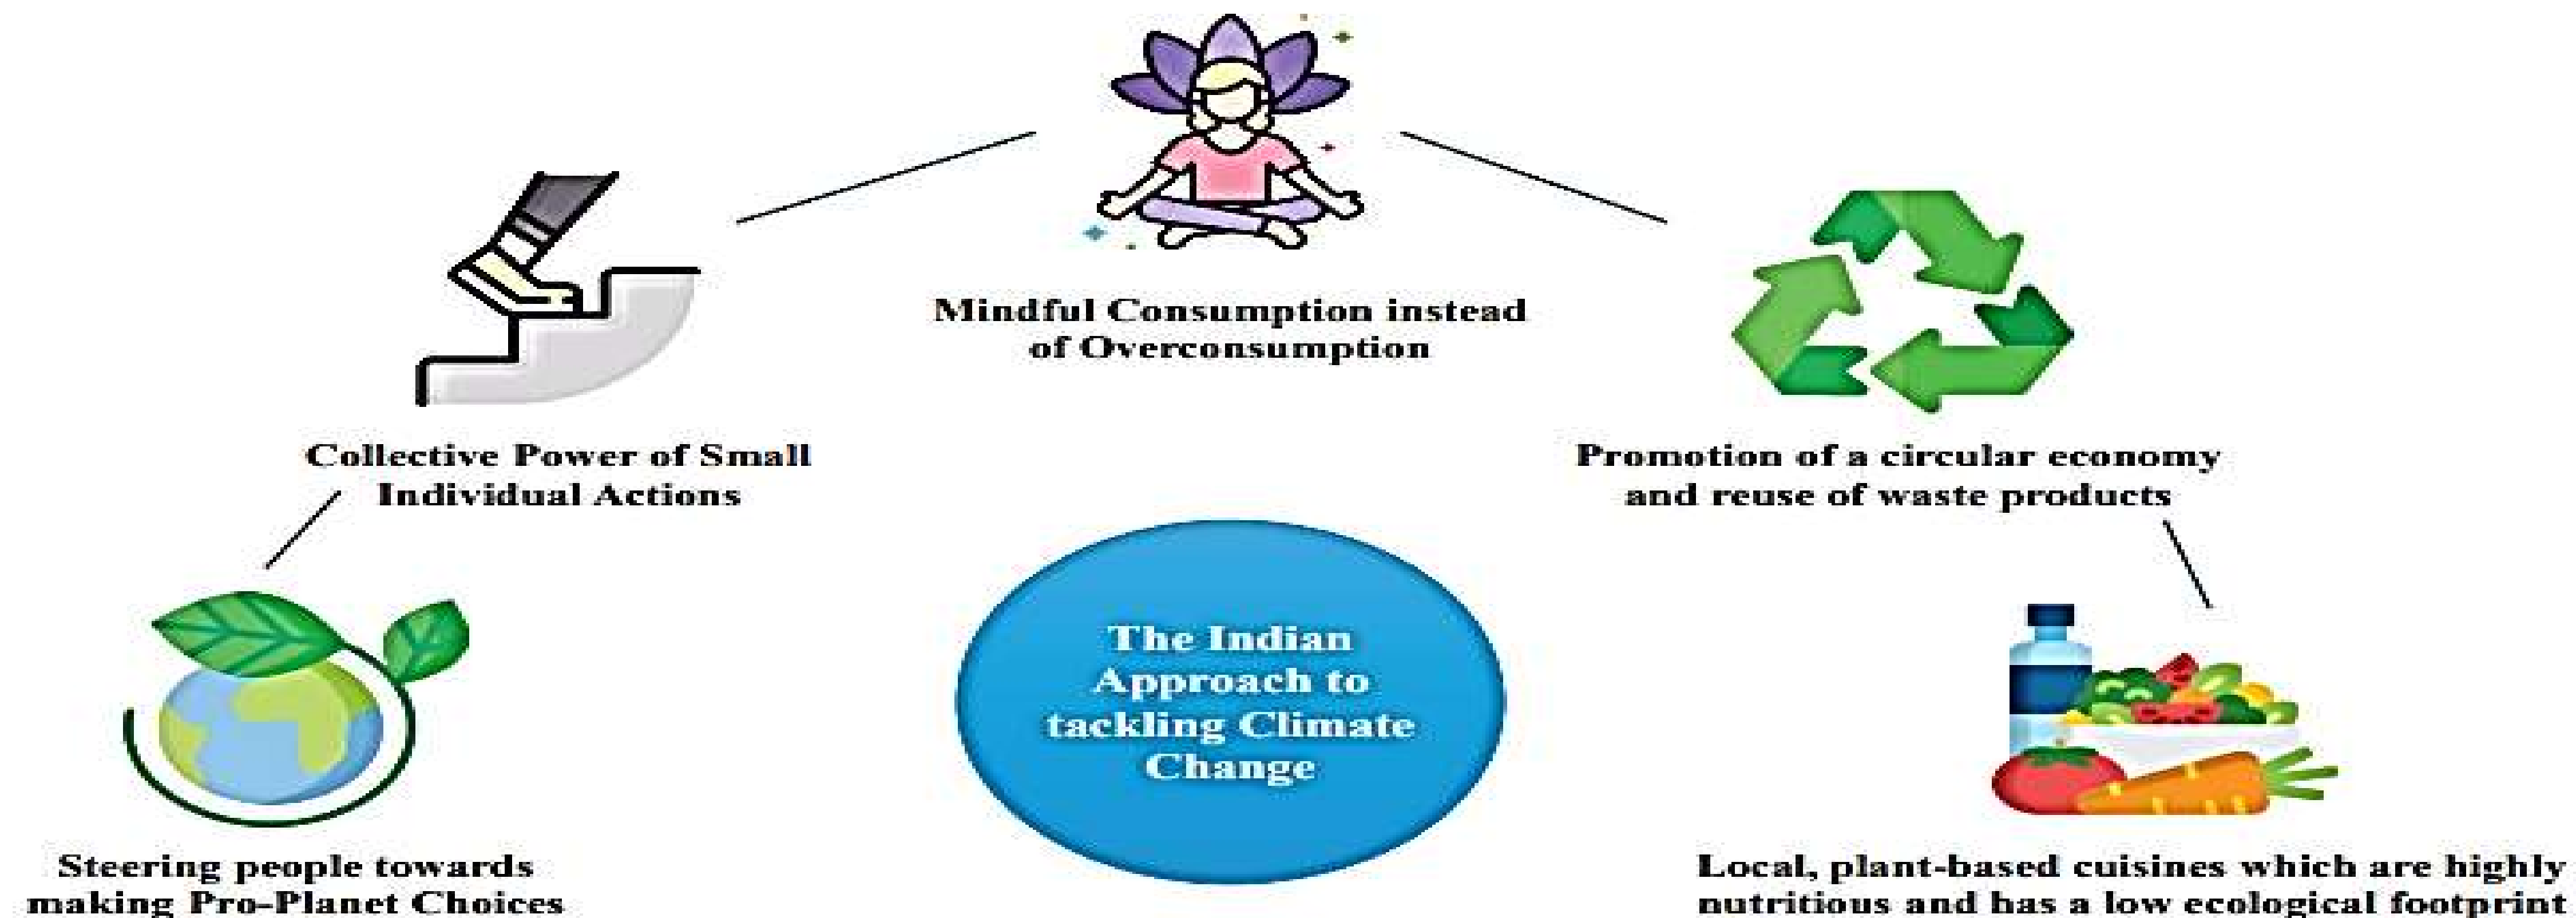 Mindful Consumption instead
of Overconsumption
Collective Power of Small
Individual Actions
Promotion of a circular economy
and reuse of waste products
The Indian
Approach to
tackling Climate
Change
Steering people towards
making Pro-Planet Choices
Local, plant-based cuisines which are highly
nutritious and has a low ecological footprint